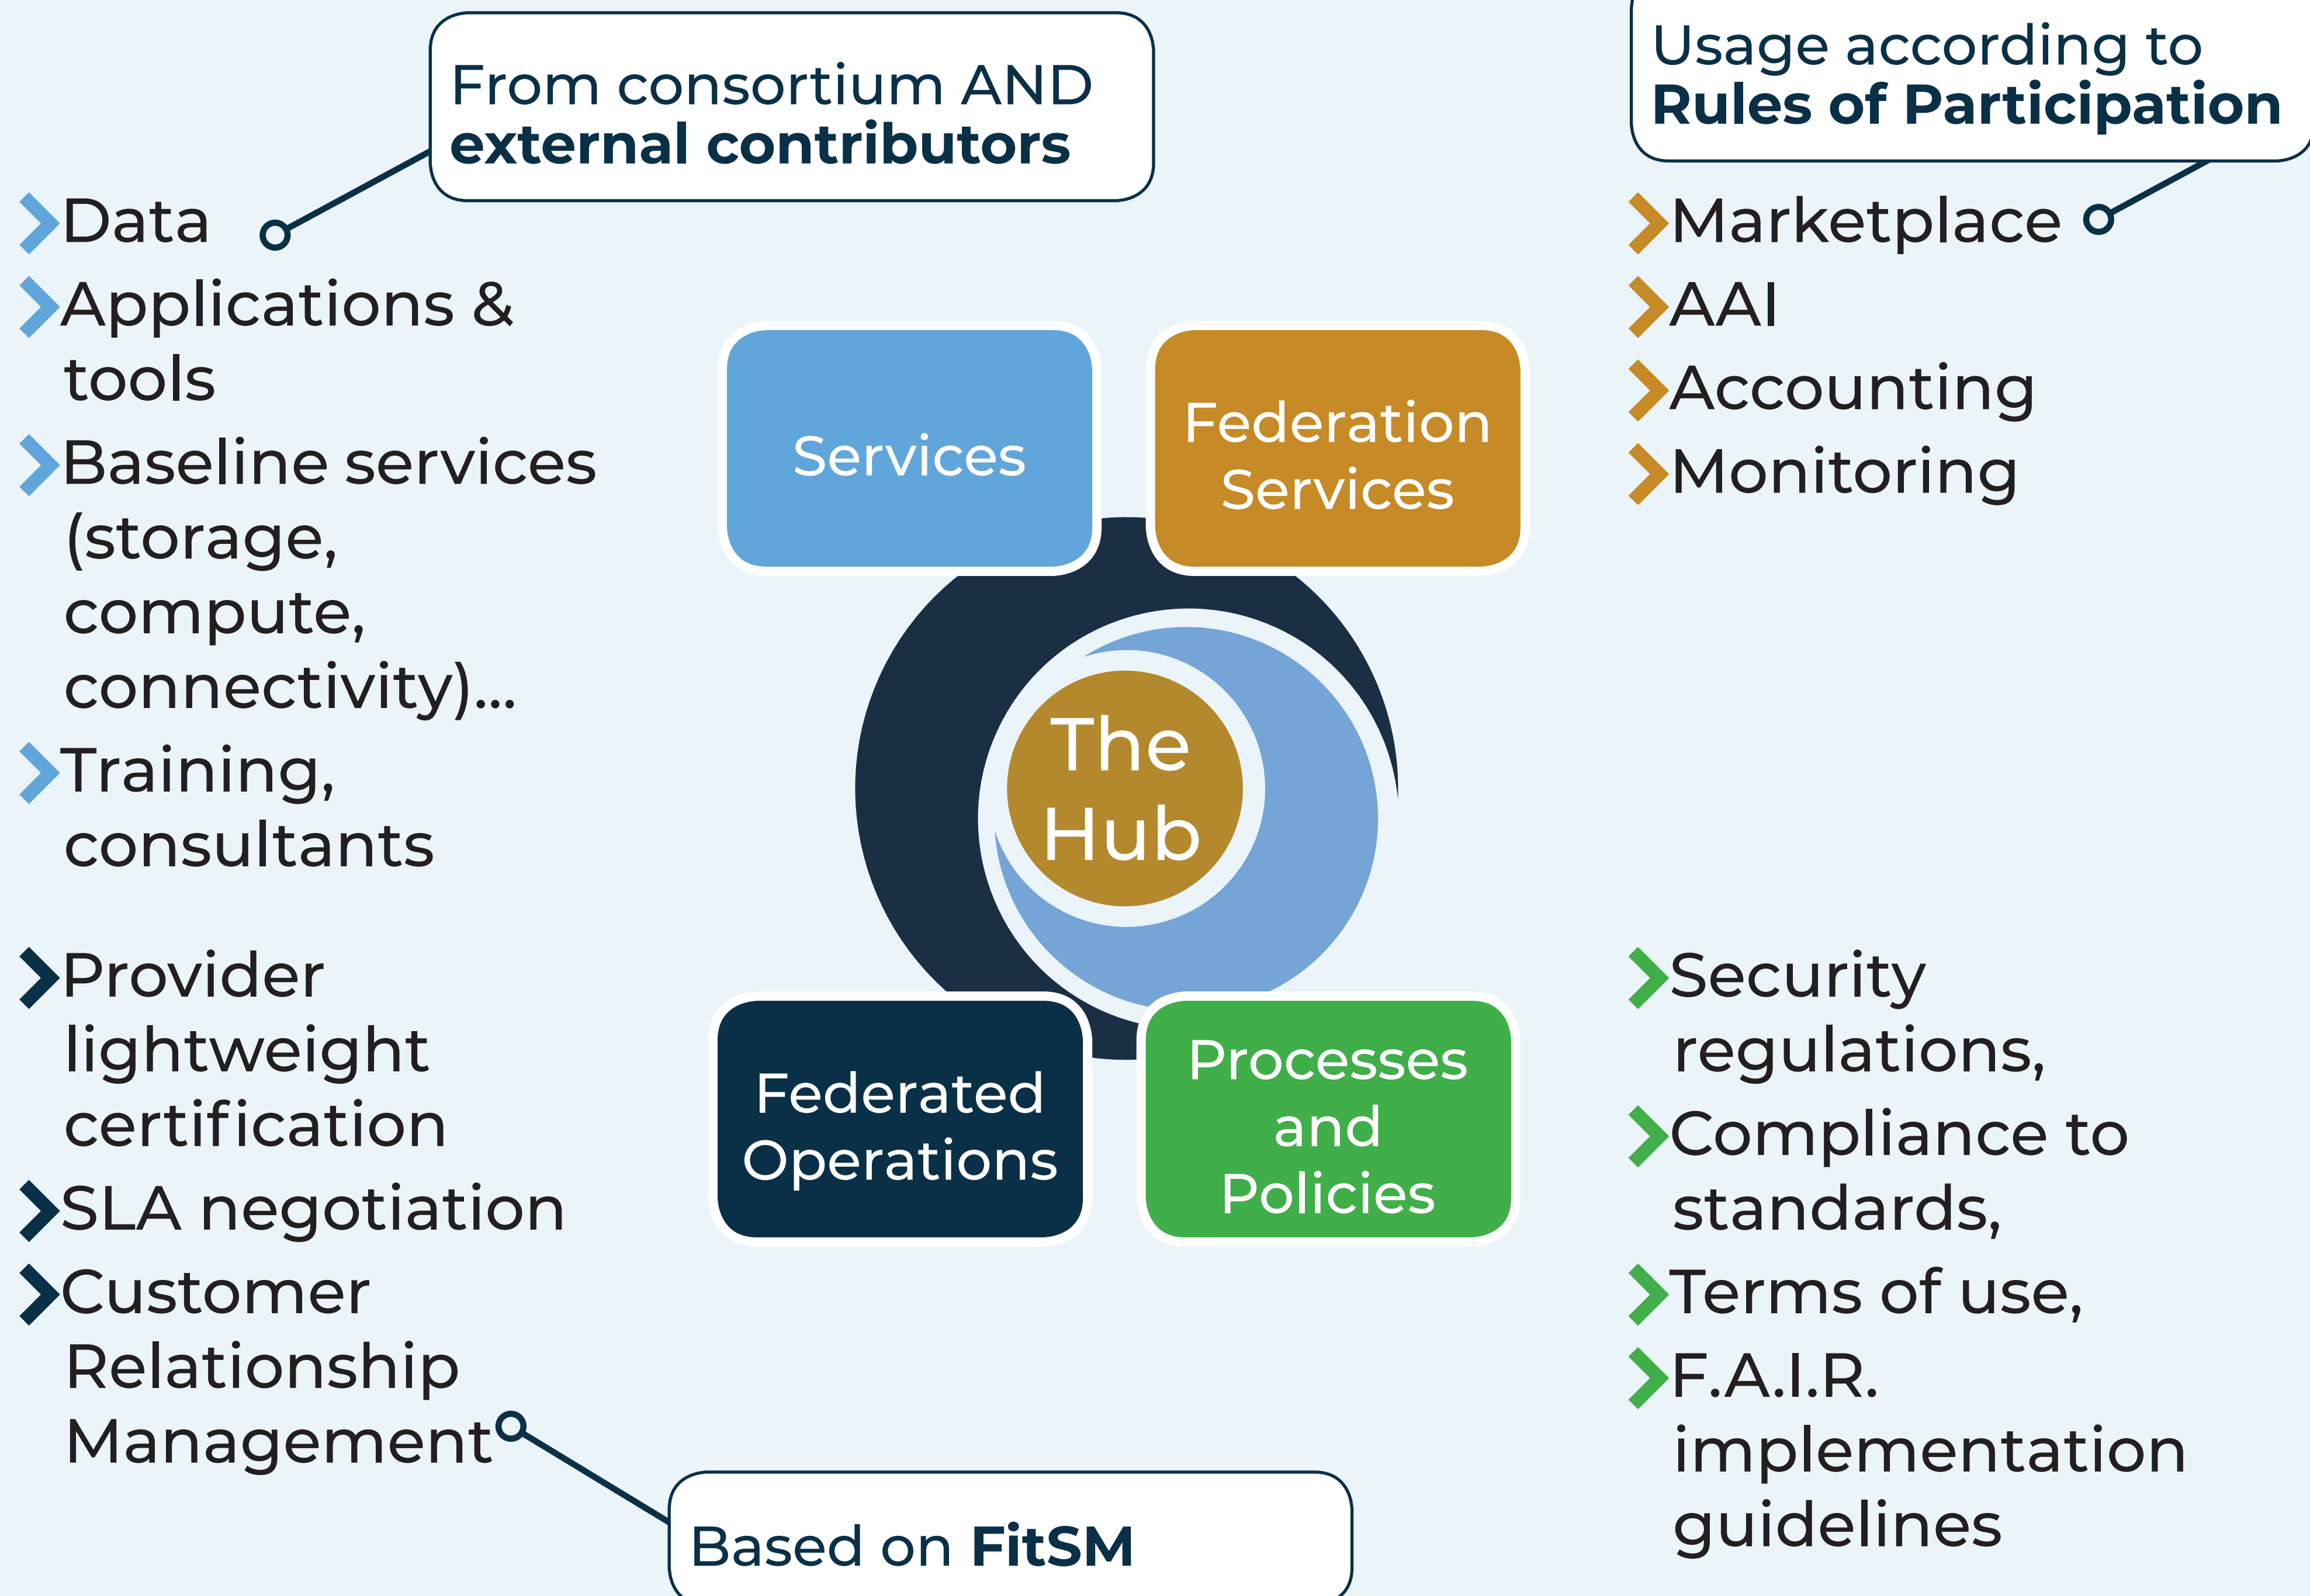 From consortium AND
external contributors
Usage according to
Rules of Participation
Data
Applications &
tools
Baseline services
(storage,
compute,
connectivity)...
Training,
consultants
Services
Federation
Services
Marketplace
AAI
Accounting
Monitoring
The
Hub
Provider
lightweight
certification
SLA negotiation
Customer
Relationship
Management
Federated
Operations
Processes
and
Policies
Security
regulations,
Compliance to
standards,
Terms of use,
F.A.I.R.
implementation
guidelines
Based on FitSM